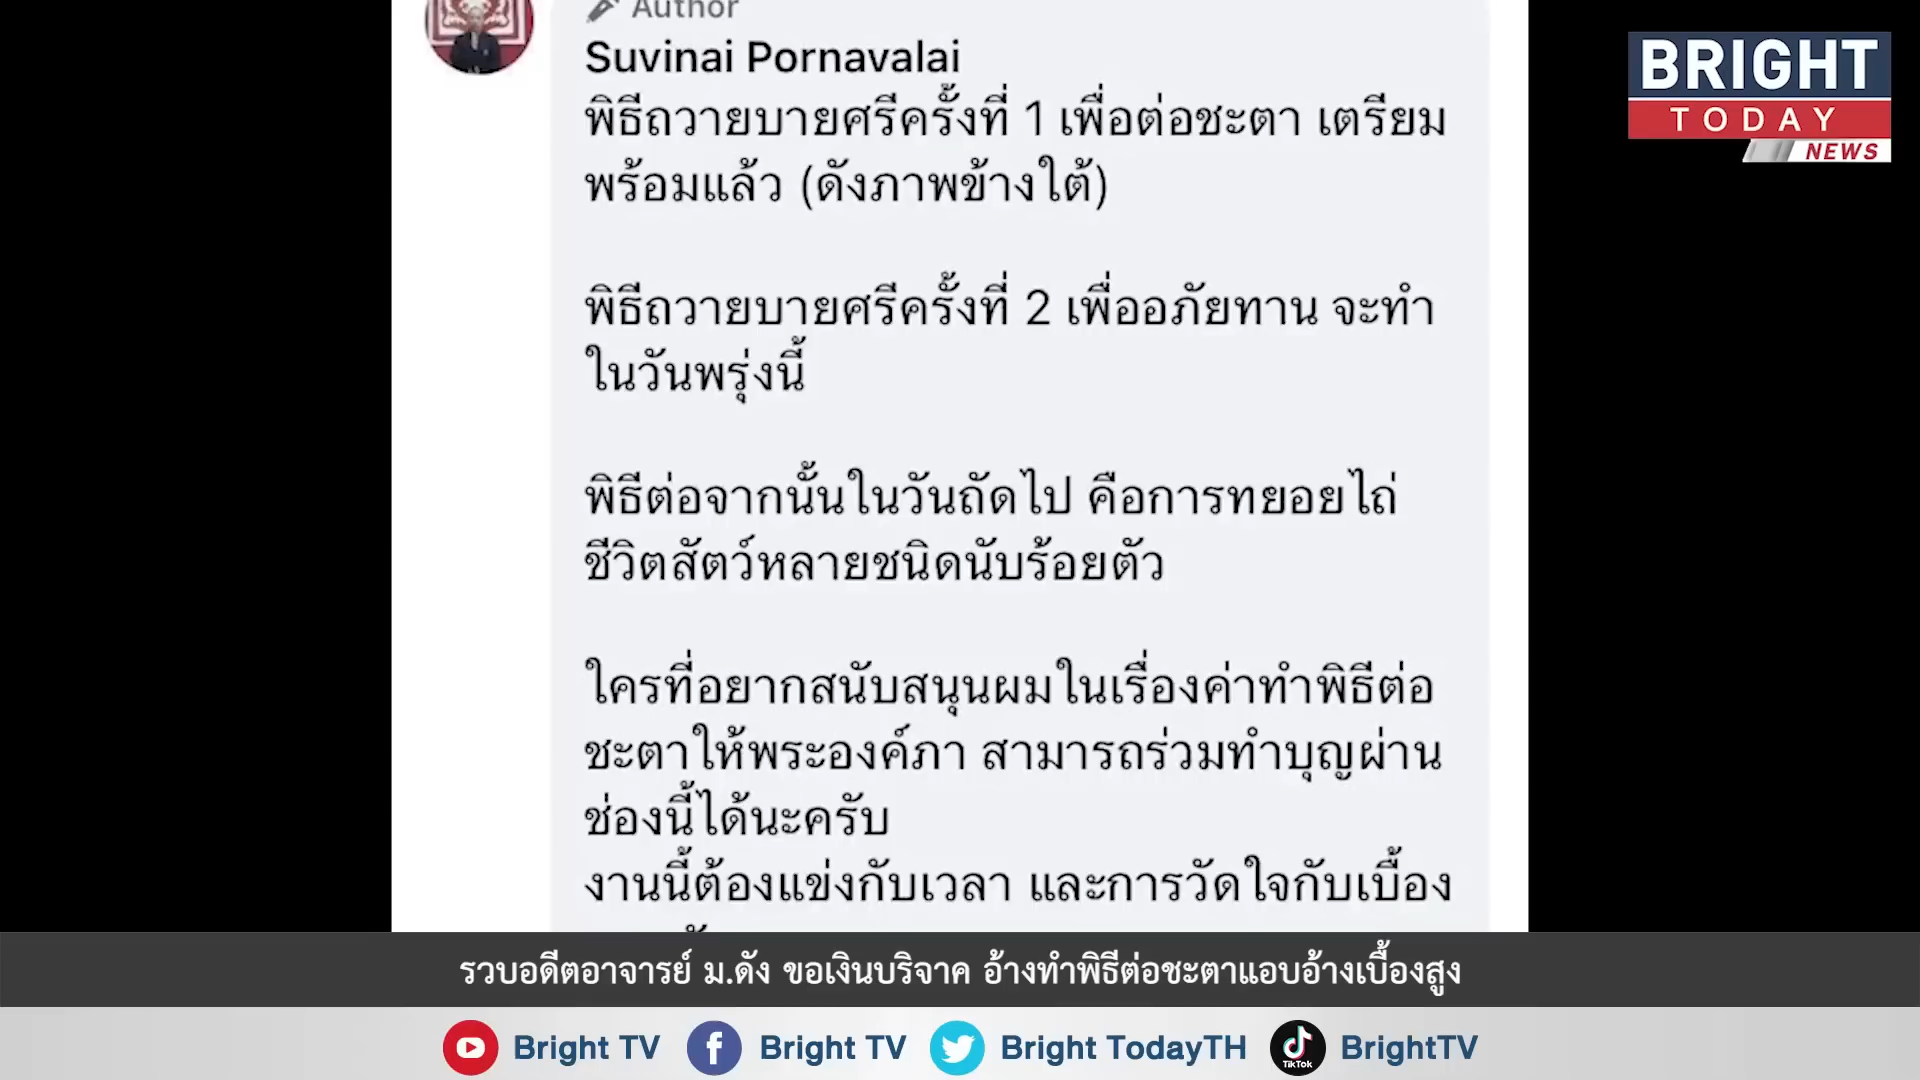 Author
Suvinai Pornavalai
พิธีถวายบายศรีครั้งที่ 1 เพื่อต่อชะตา เตรียม
พร้อมแล้ว (ดังภาพข้างใต้)
พิธีถวายบายศรีครั้งที่ 2 เพื่ออภัยทาน จะทำ
ในวันพรุ่งนี้
พิธีต่อจากนั้นในวันถัดไป คือการทยอยไถ่
ชีวิตสัตว์หลายชนิดนับร้อยตัว
ใครที่อยากสนับสนุนผมในเรื่องค่าทำพิธีต่อ
ชะตาให้พระองค์ภา สามารถร่วมทำบุญผ่าน
ช่องนี้ได้นะครับ
งานนี้ต้องแข่งกับเวลา และการวัดใจกับเบื้อง
BRIGHT
TODAY
NEWS
รวบอดีตอาจารย์ ม.ดัง ขอเงินบริจาค อ้างทำพิธีต่อชะตาแอบอ้างเบื้องสูง
Bright TV
Bright TV
Bright TodayTH
TikTok
BrightTV